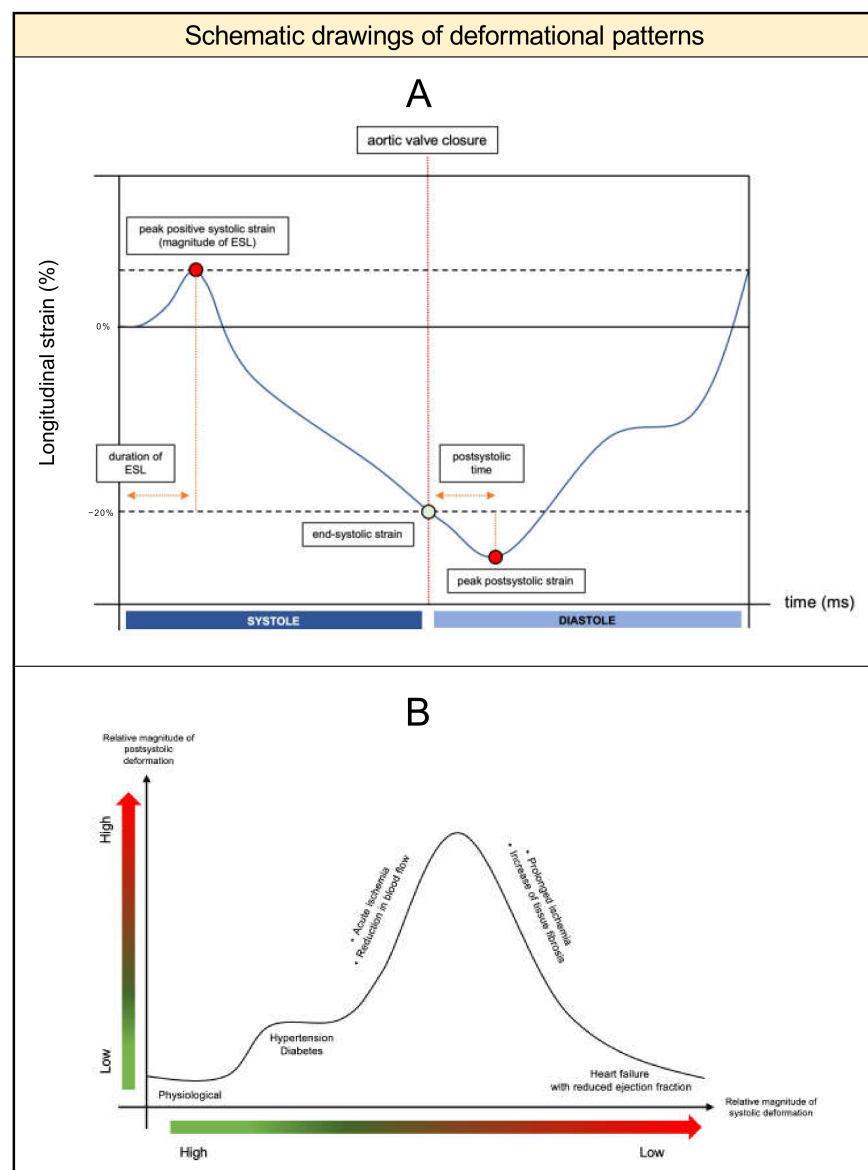 Schematic drawings of deformational patterns
A
aortic valve closure
peak positive systolic strain
(magnitude of ESL)
Longitudinal strain (%)
0%
duration of
ESL
postsystolic
time
-20%
end-systolic strain
peak postsystolic strain
time (ms)
SYSTOLE
DIASTOLE
B
Relative magnitude of
postsystolic
deformation
High
• Acute ischemia
• Reduction in blood flow
• Prolonged ischemia
• Increase of tissue fibrosis
Hypertension
Diabetes
Low
Physiological
Heart failure
with reduced ejection fraction
Relative magnitude of
systolic deformation
High
Low